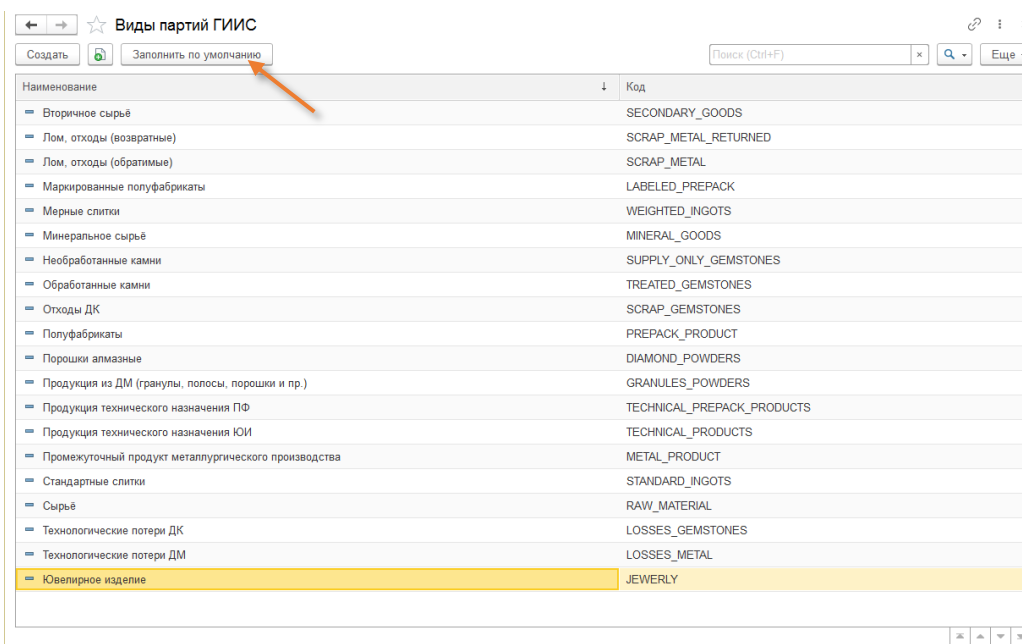 Виды партий ГИИС
Создать Заполнить по умолчанию Поиск (Ctrl+F) × Еще
Наименование ↓ Код
Вторичное сырьё SECONDARY_GOODS
Лом, отходы (возвратные) SCRAP_METAL_RETURNED
Лом, отходы (обратимые) SCRAP_METAL
Маркированные полуфабрикаты LABELED_PREPACK
Мерные слитки WEIGHTED_INGOTS
Минеральное сырьё MINERAL_GOODS
Необработанные камни SUPPLY_ONLY_GEMSTONES
Обработанные камни TREATED_GEMSTONES
Отходы ДК SCRAP_GEMSTONES
Полуфабрикаты PREPACK_PRODUCT
Порошки алмазные DIAMOND_POWDERS
Продукция из ДМ (гранулы, полосы, порошки и пр.) GRANULES_POWDERS
Продукция технического назначения ПФ TECHNICAL_PREPACK_PRODUCTS
Продукция технического назначения ЮИ TECHNICAL_PRODUCTS
Промежуточный продукт металлургического производства METAL_PRODUCT
Стандартные слитки STANDARD_INGOTS
Сырьё RAW_MATERIAL
Технологические потери ДК LOSSES_GEMSTONES
Технологические потери ДМ LOSSES_METAL
Ювелирное изделие JEWERLY